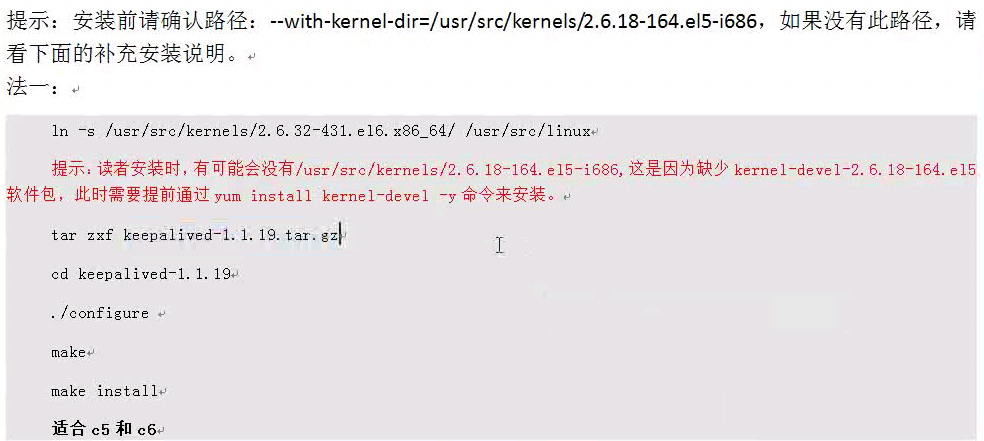 提示：安装前请确认路径：--with-kernel-dir=/usr/src/kernels/2.6.18-164.el5-i686，如果没有此路径，请
看下面的补充安装说明。
法一：
ln -s /usr/src/kernels/2.6.32-431.el6.x86_64/ /usr/src/linux
提示：读者安装时,有可能会没有/usr/src/kernels/2.6.18-164.el5-i686,这是因为缺少 kernel-devel-2.6.18-164.el5
软件包，此时需要提前通过 yum install kernel-devel -y 命令来安装。
tar zxf keepalived-1.1.19.tar.gz
cd keepalived-1.1.19
./configure
make
make install
适合 c5 和 c6